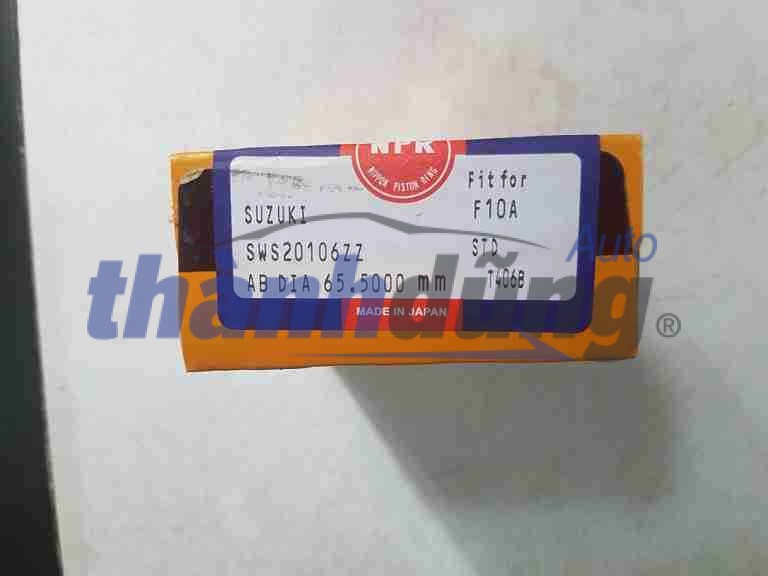 NPR
NIPPON PISTON RING
Fit for
SUZUKI
F10A
SWS20106ZZ
STD
AB DIA 65.5000 mm
T406B
MADE IN JAPAN
Auto
thanhdũng®